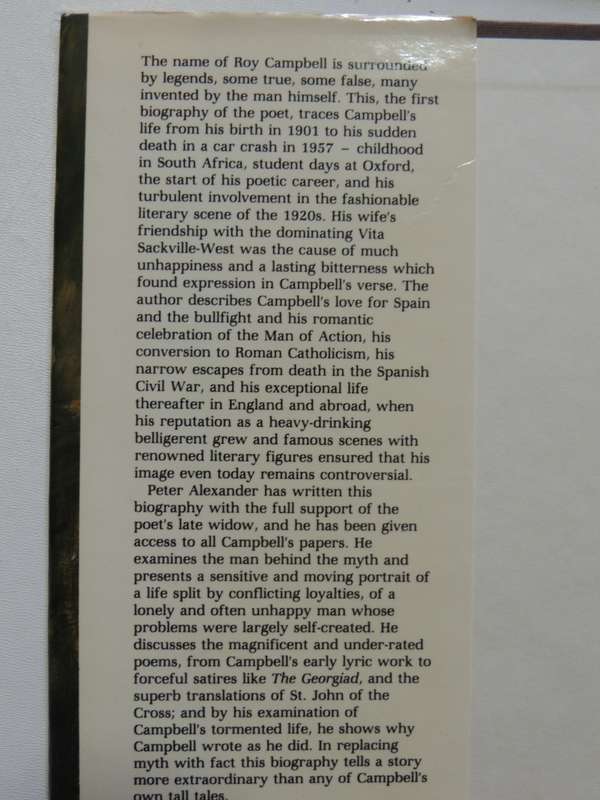 The name of Roy Campbell is surrounded
by legends, some true, some false, many
invented by the man himself. This, the first
biography of the poet, traces Campbell's
life from his birth in 1901 to his sudden
death in a car crash in 1957 – childhood
in South Africa, student days at Oxford,
the start of his poetic career, and his
turbulent involvement in the fashionable
literary scene of the 1920s. His wife's
friendship with the dominating Vita
Sackville-West was the cause of much
unhappiness and a lasting bitterness which
found expression in Campbell's verse. The
author describes Campbell's love for Spain
and the bullfight and his romantic
celebration of the Man of Action, his
conversion to Roman Catholicism, his
narrow escapes from death in the Spanish
Civil War, and his exceptional life
thereafter in England and abroad, when
his reputation as a heavy-drinking
belligerent grew and famous scenes with
renowned literary figures ensured that his
image even today remains controversial.
Peter Alexander has written this
biography with the full support of the
poet's late widow, and he has been given
access to all Campbell's papers. He
examines the man behind the myth and
presents a sensitive and moving portrait of
a life split by conflicting loyalties, of a
lonely and often unhappy man whose
problems were largely self-created. He
discusses the magnificent and under-rated
poems, from Campbell's early lyric work to
forceful satires like The Georgiad, and the
superb translations of St. John of the
Cross; and by his examination of
Campbell's tormented life, he shows why
Campbell wrote as he did. In replacing
myth with fact this biography tells a story
more extraordinary than any of Campbell's
own tall tales.